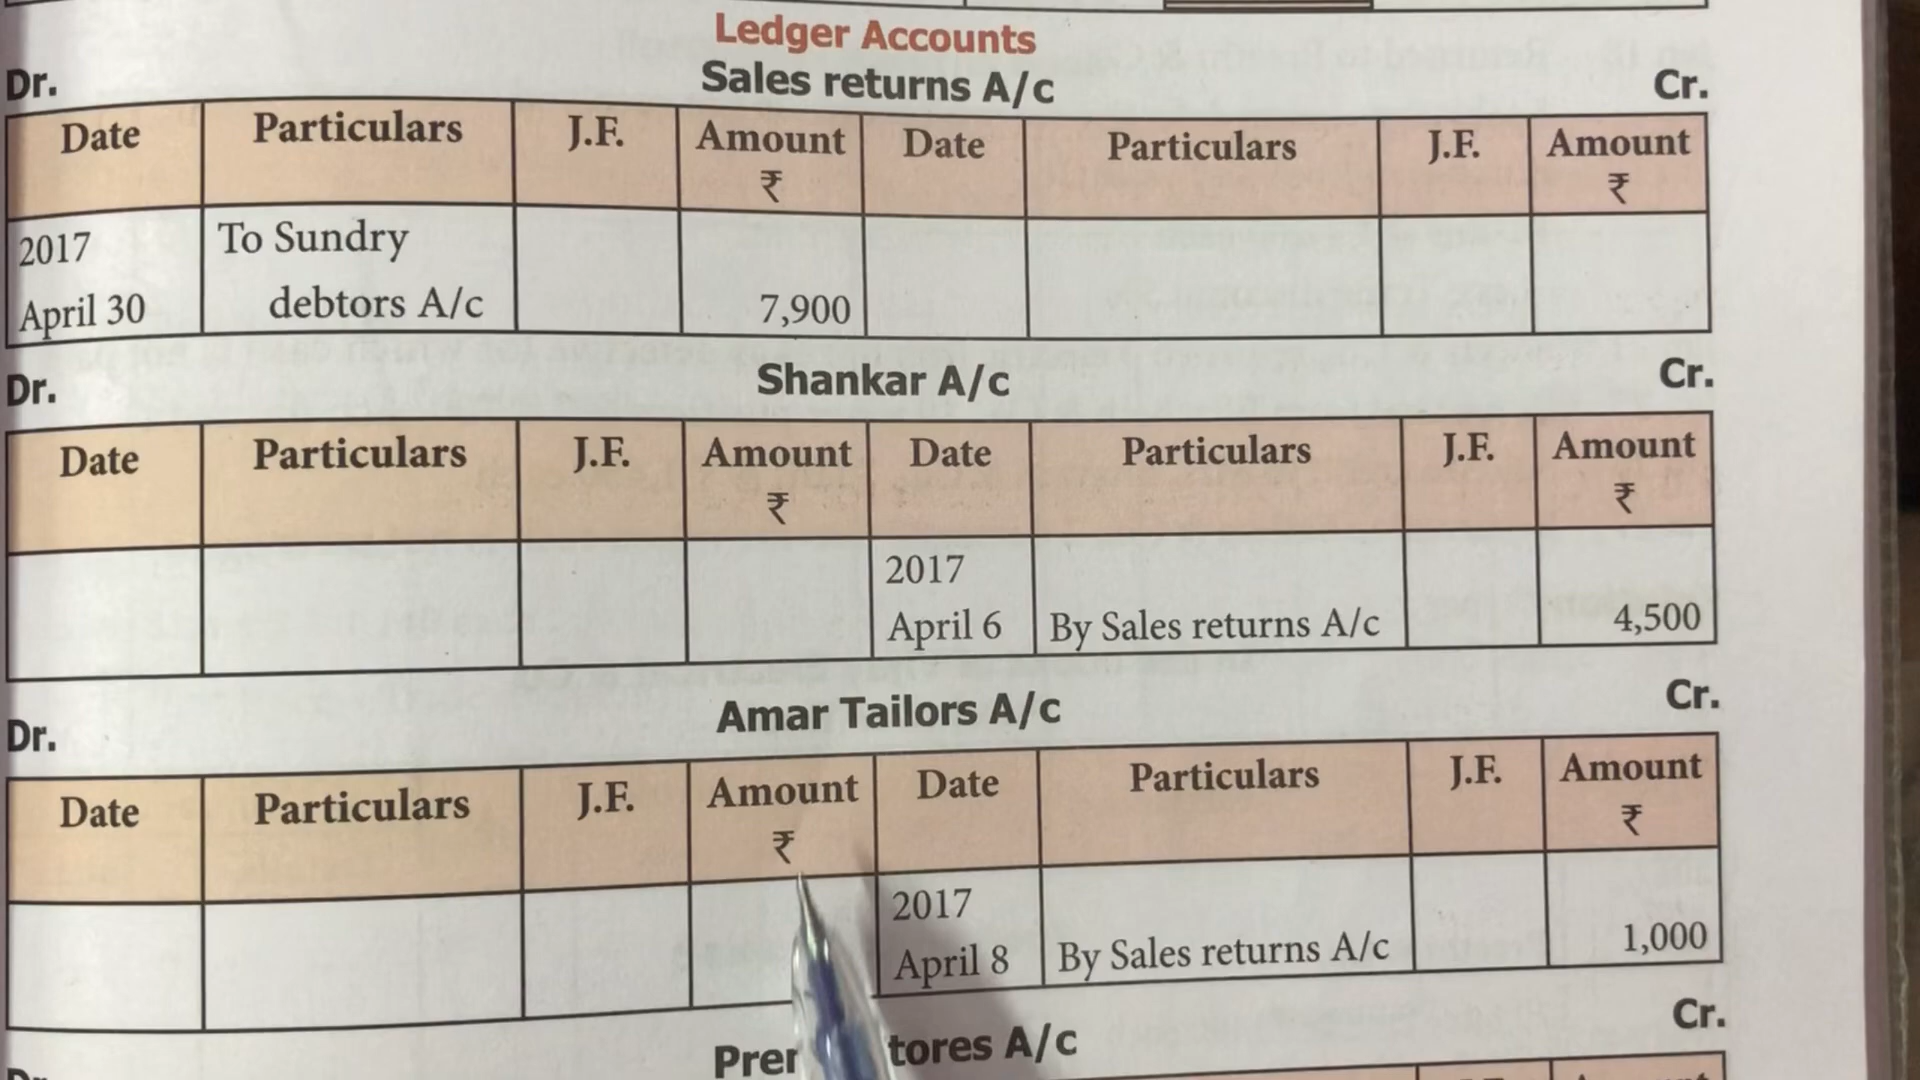 Ledger Accounts
Dr. Sales returns A/c Cr.
Date Particulars J.F. Amount Date Particulars J.F. Amount
₹ ₹
2017 To Sundry
April 30 debtors A/c 7,900
Dr. Shankar A/c Cr.
Date Particulars J.F. Amount Date Particulars J.F. Amount
₹ ₹
2017
April 6 By Sales returns A/c 4,500
Dr. Amar Tailors A/c Cr.
Date Particulars J.F. Amount Date Particulars J.F. Amount
₹ ₹
2017
April 8 By Sales returns A/c 1,000
A/c Cr.